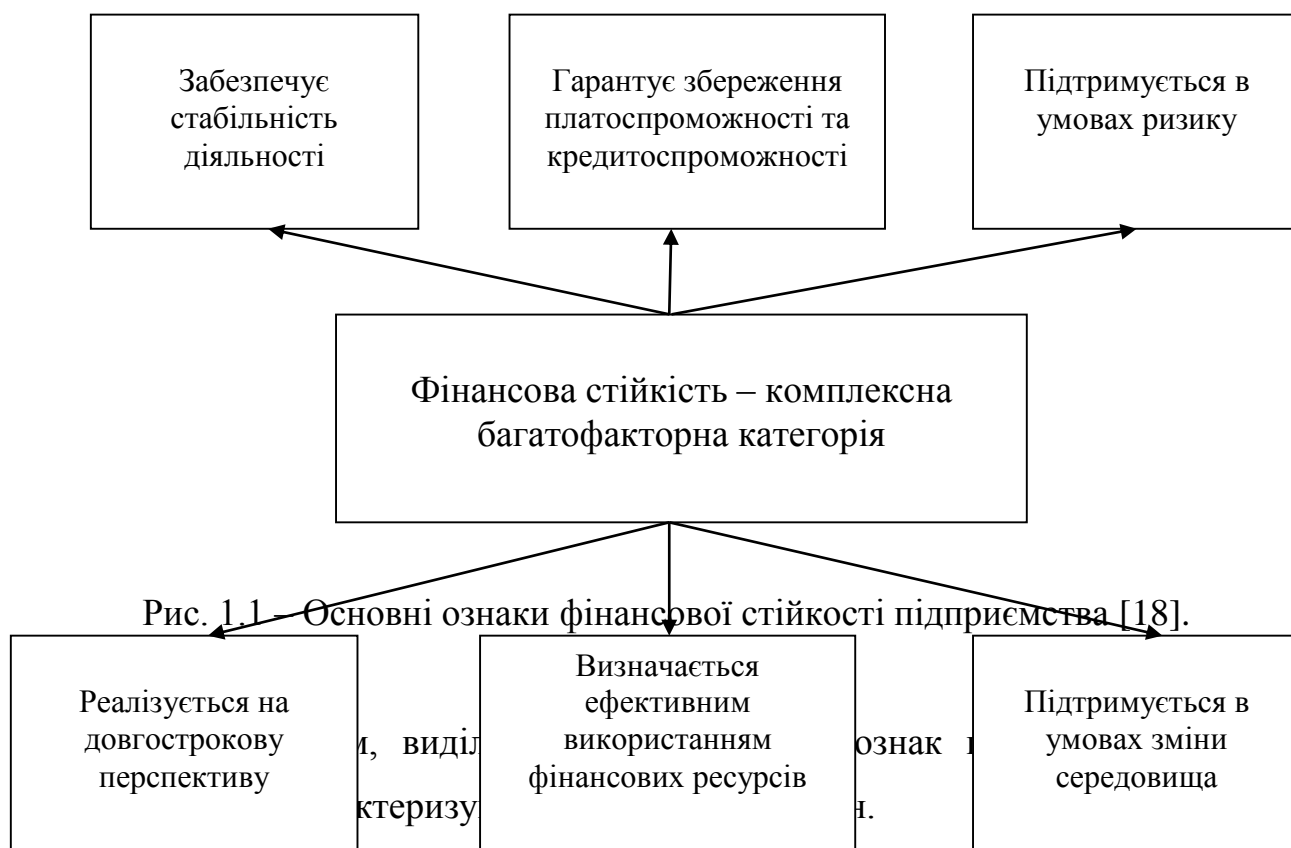 Забезпечує
стабільність
діяльності
Гарантує збереження
платоспроможності та
кредитоспроможності
Підтримується в
умовах ризику
Фінансова стійкість – комплексна
багатофакторна категорія
Рис. 1.1 – Основні ознаки фінансової стійкості підприємства [18].
Реалізується на
довгострокову
перспективу
Визначається
ефективним
використанням
фінансових ресурсів
Підтримується в
умовах зміни
середовища
ознак